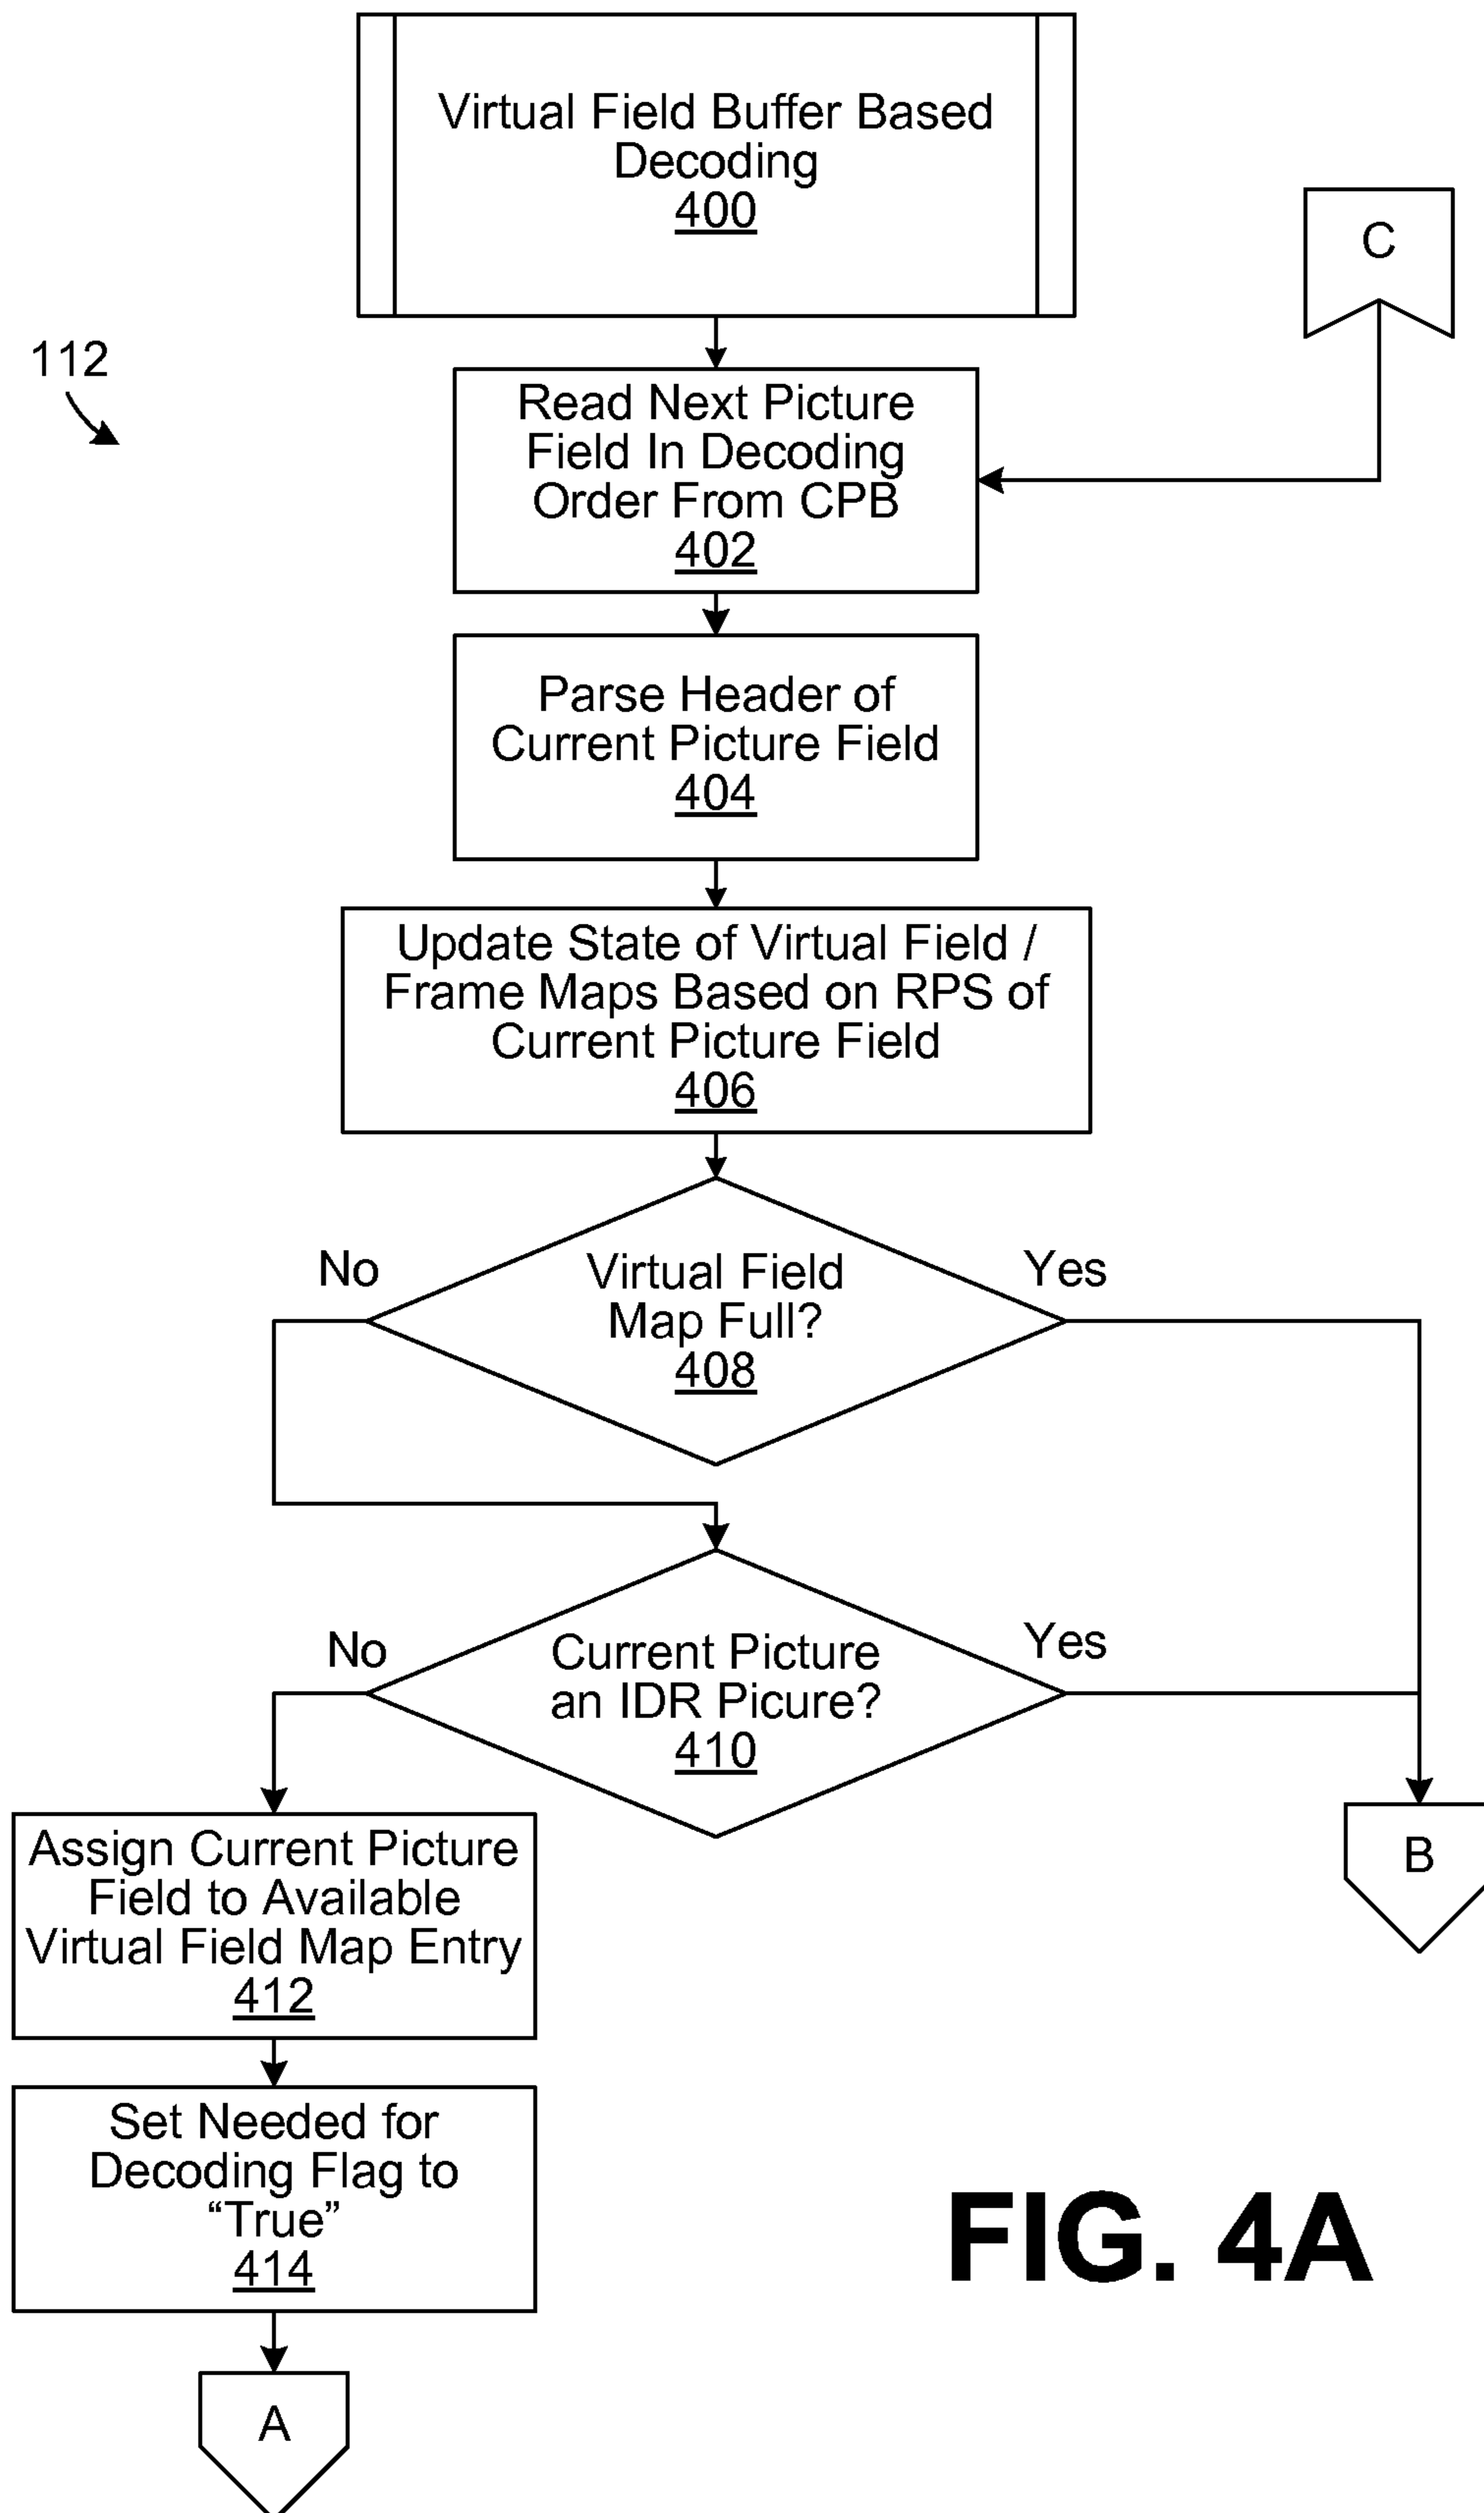 Virtual Field Buffer Based
Decoding
400
C
112
Read Next Picture
Field In Decoding
Order From CPB
402
Parse Header of
Current Picture Field
404
Update State of Virtual Field /
Frame Maps Based on RPS of
Current Picture Field
406
No
Virtual Field
Map Full?
408
Yes
No
Current Picture
an IDR Picure?
410
Yes
Assign Current Picture
Field to Available
Virtual Field Map Entry
412
B
Set Needed for
Decoding Flag to
“True”
414
FIG. 4A
A